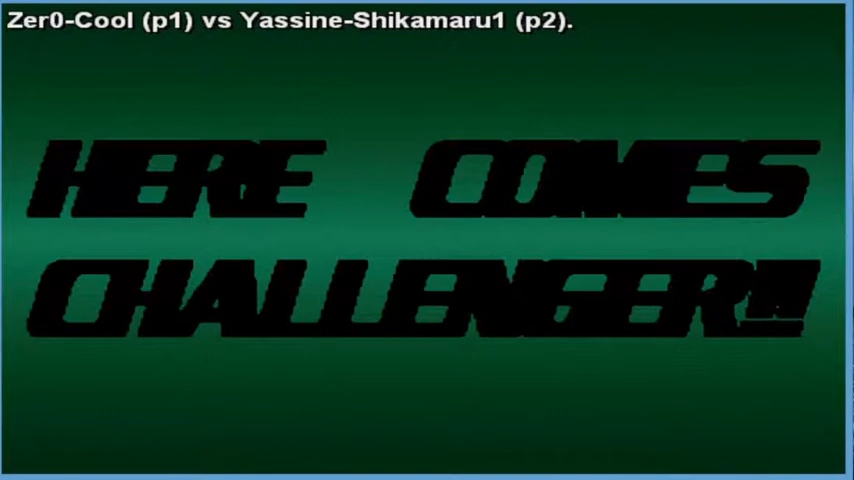 Zer0-Cool (p1) vs Yassine-Shikamaru1 (p2).
HERE COMES
CHALLENGER!!